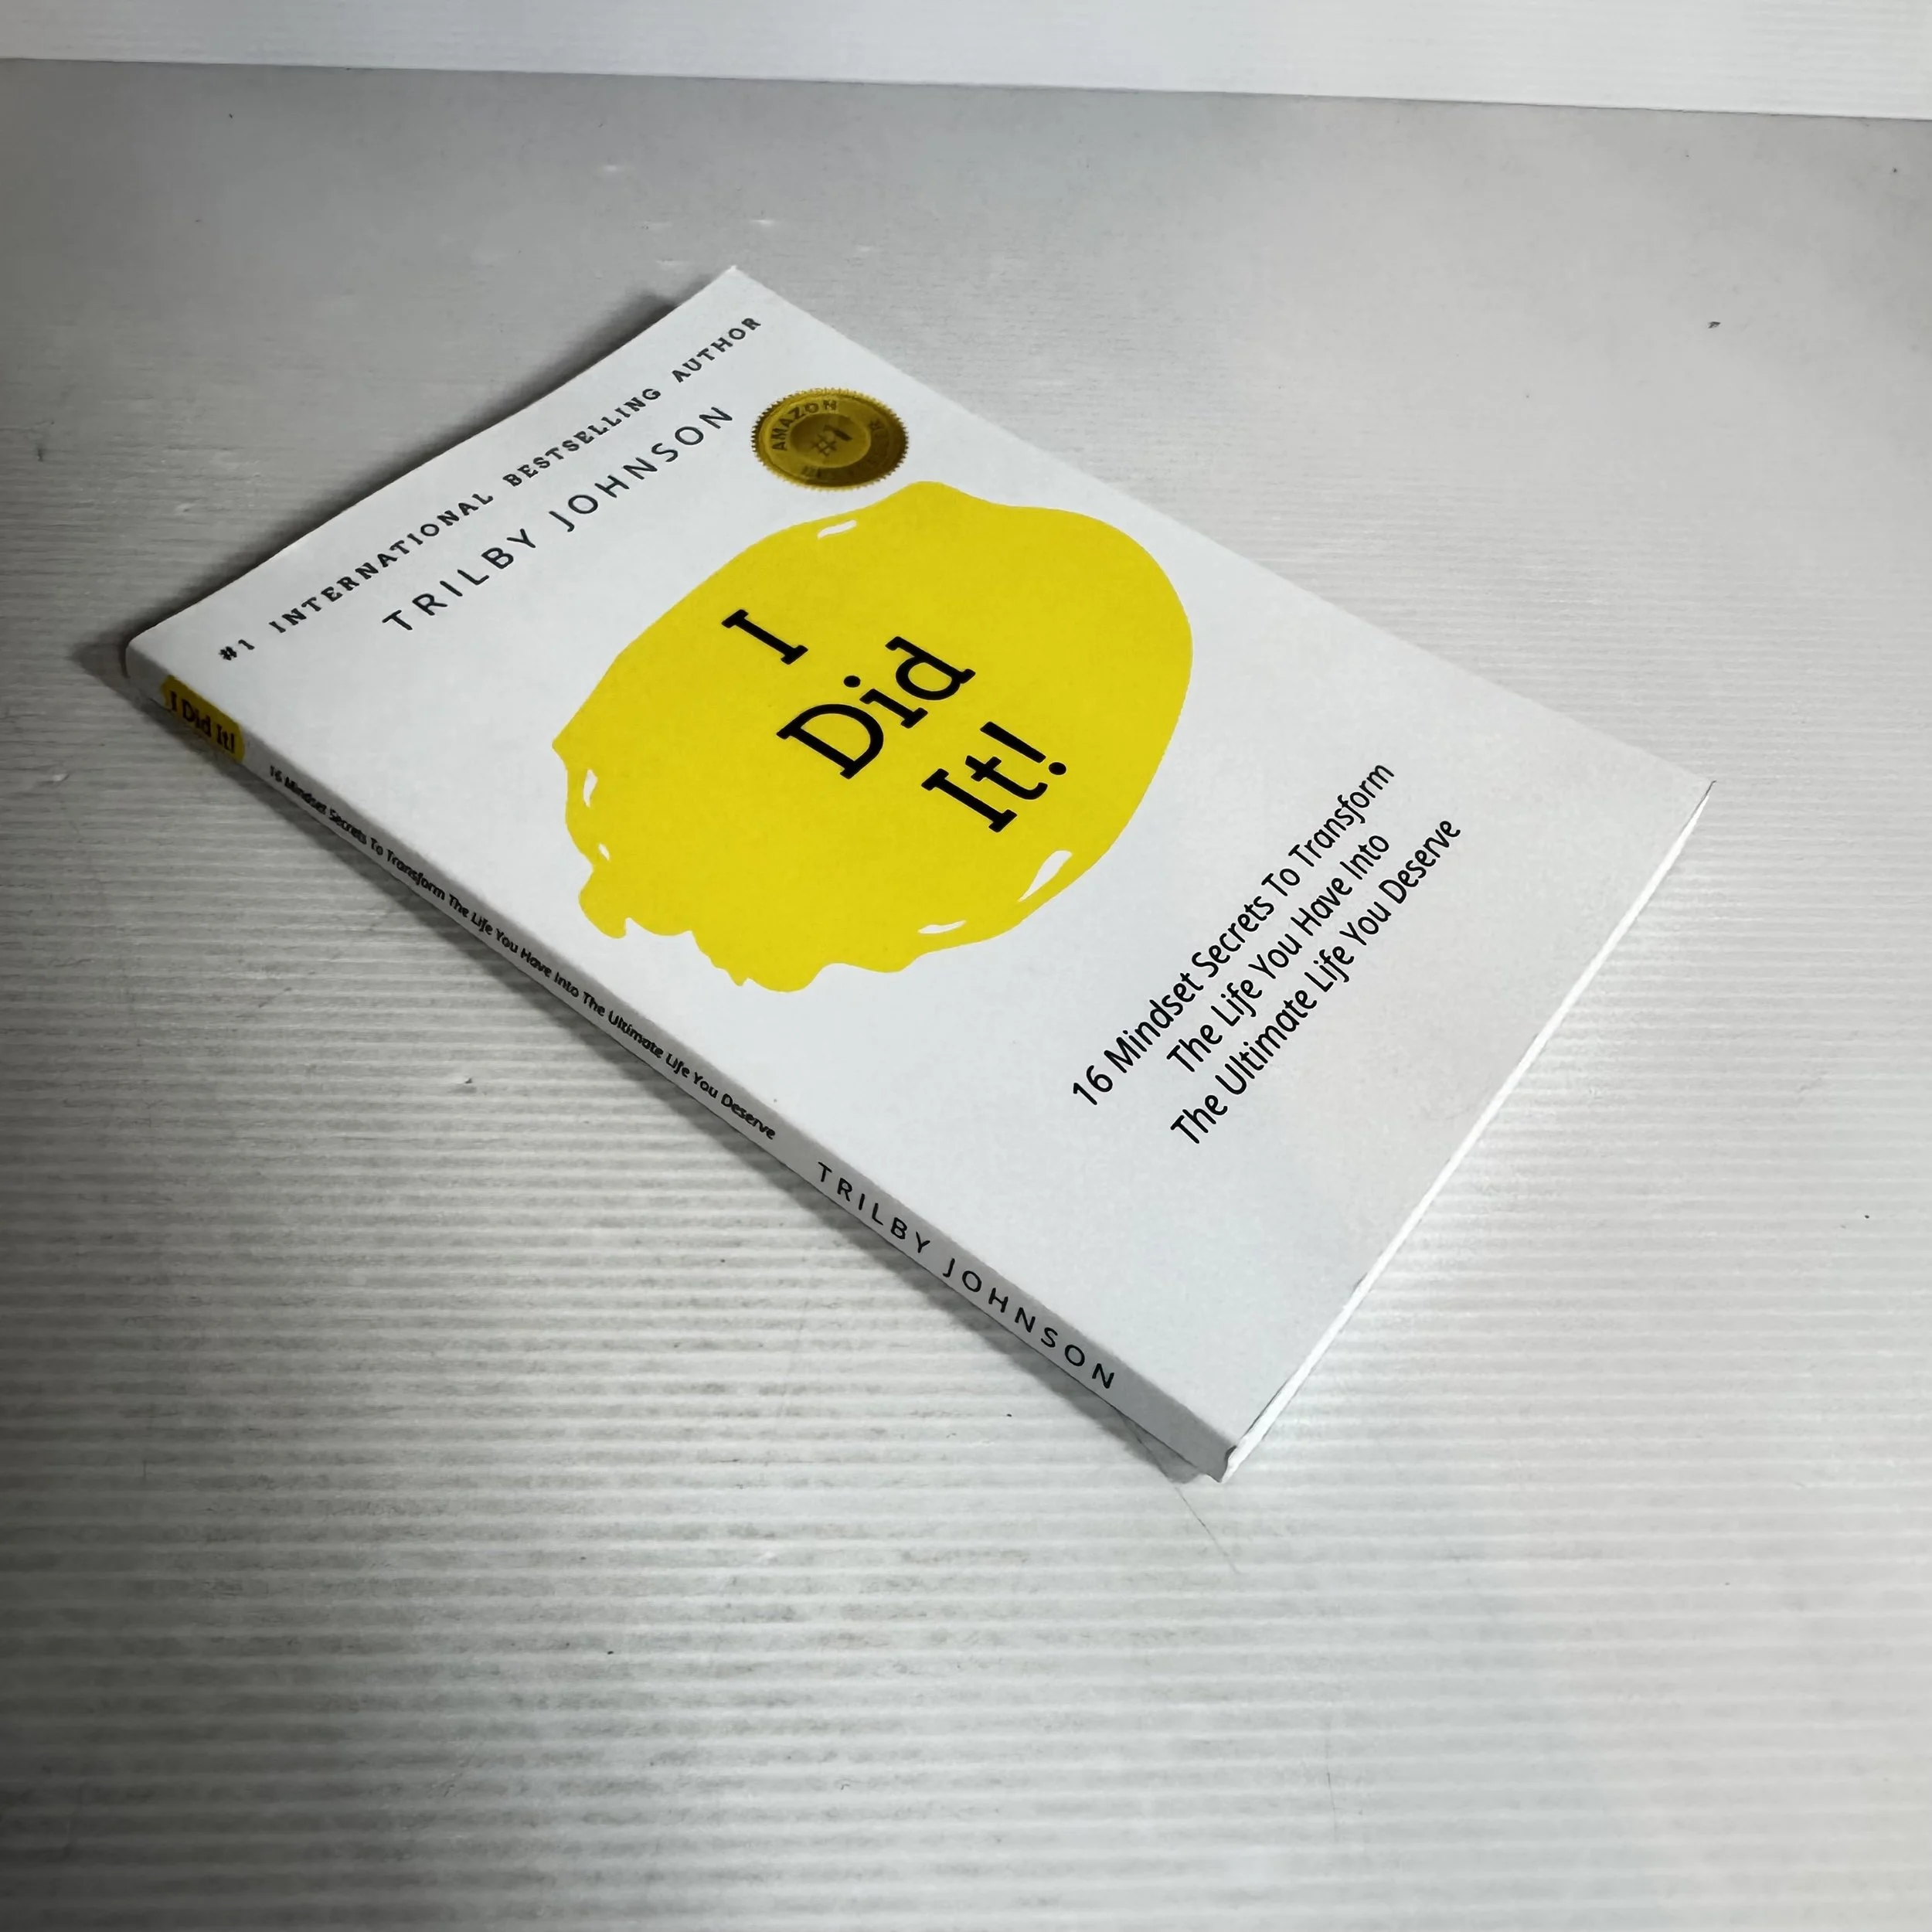 #1 INTERNATIONAL BESTSELLING AUTHOR
TRILBY JOHNSON
AMAZON
#1
I
Did
It!
16 Mindset Secrets To Transform
The Life You Have Into
The Ultimate Life You Deserve
I Did It!
16 Mindset Secrets To Transform The Life You Have Into The Ultimate Life You Deserve
TRILBY JOHNSON